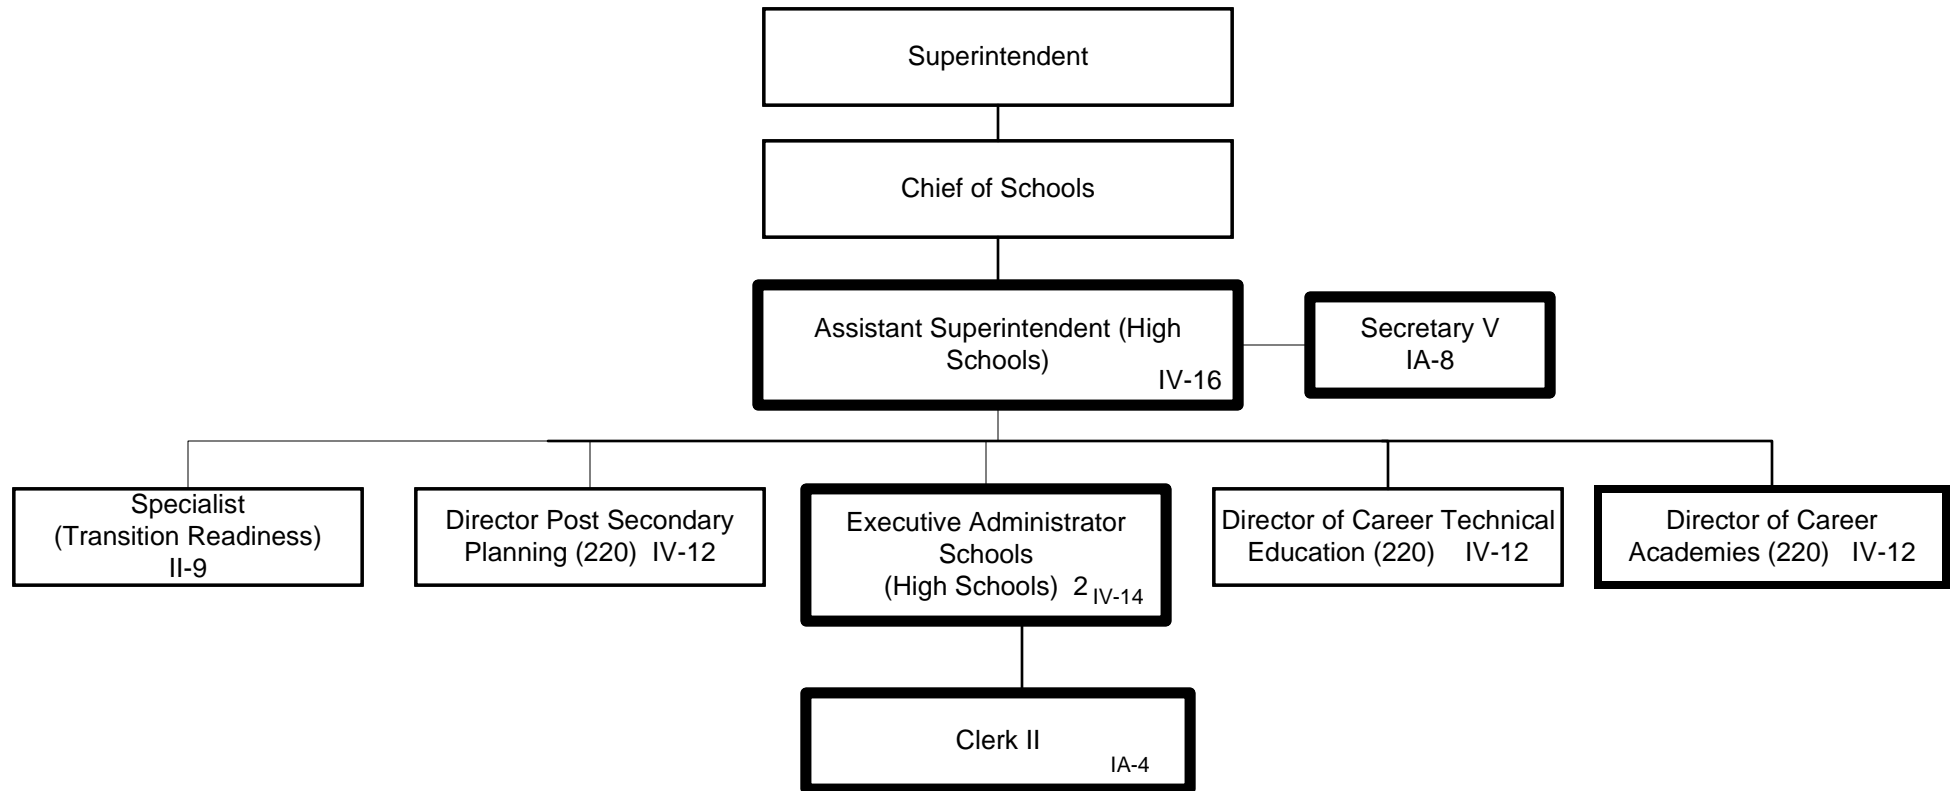 Superintendent
Chief of Schools
Assistant Superintendent (High
Schools)
IV-16
Secretary V
IA-8
Specialist
(Transition Readiness)
II-9
Director Post Secondary
Planning (220) IV-12
Executive Administrator
Schools
(High Schools) 2 IV-14
Director of Career Technical
Education (220) IV-12
Director of Career
Academies (220) IV-12
Clerk II
IA-4